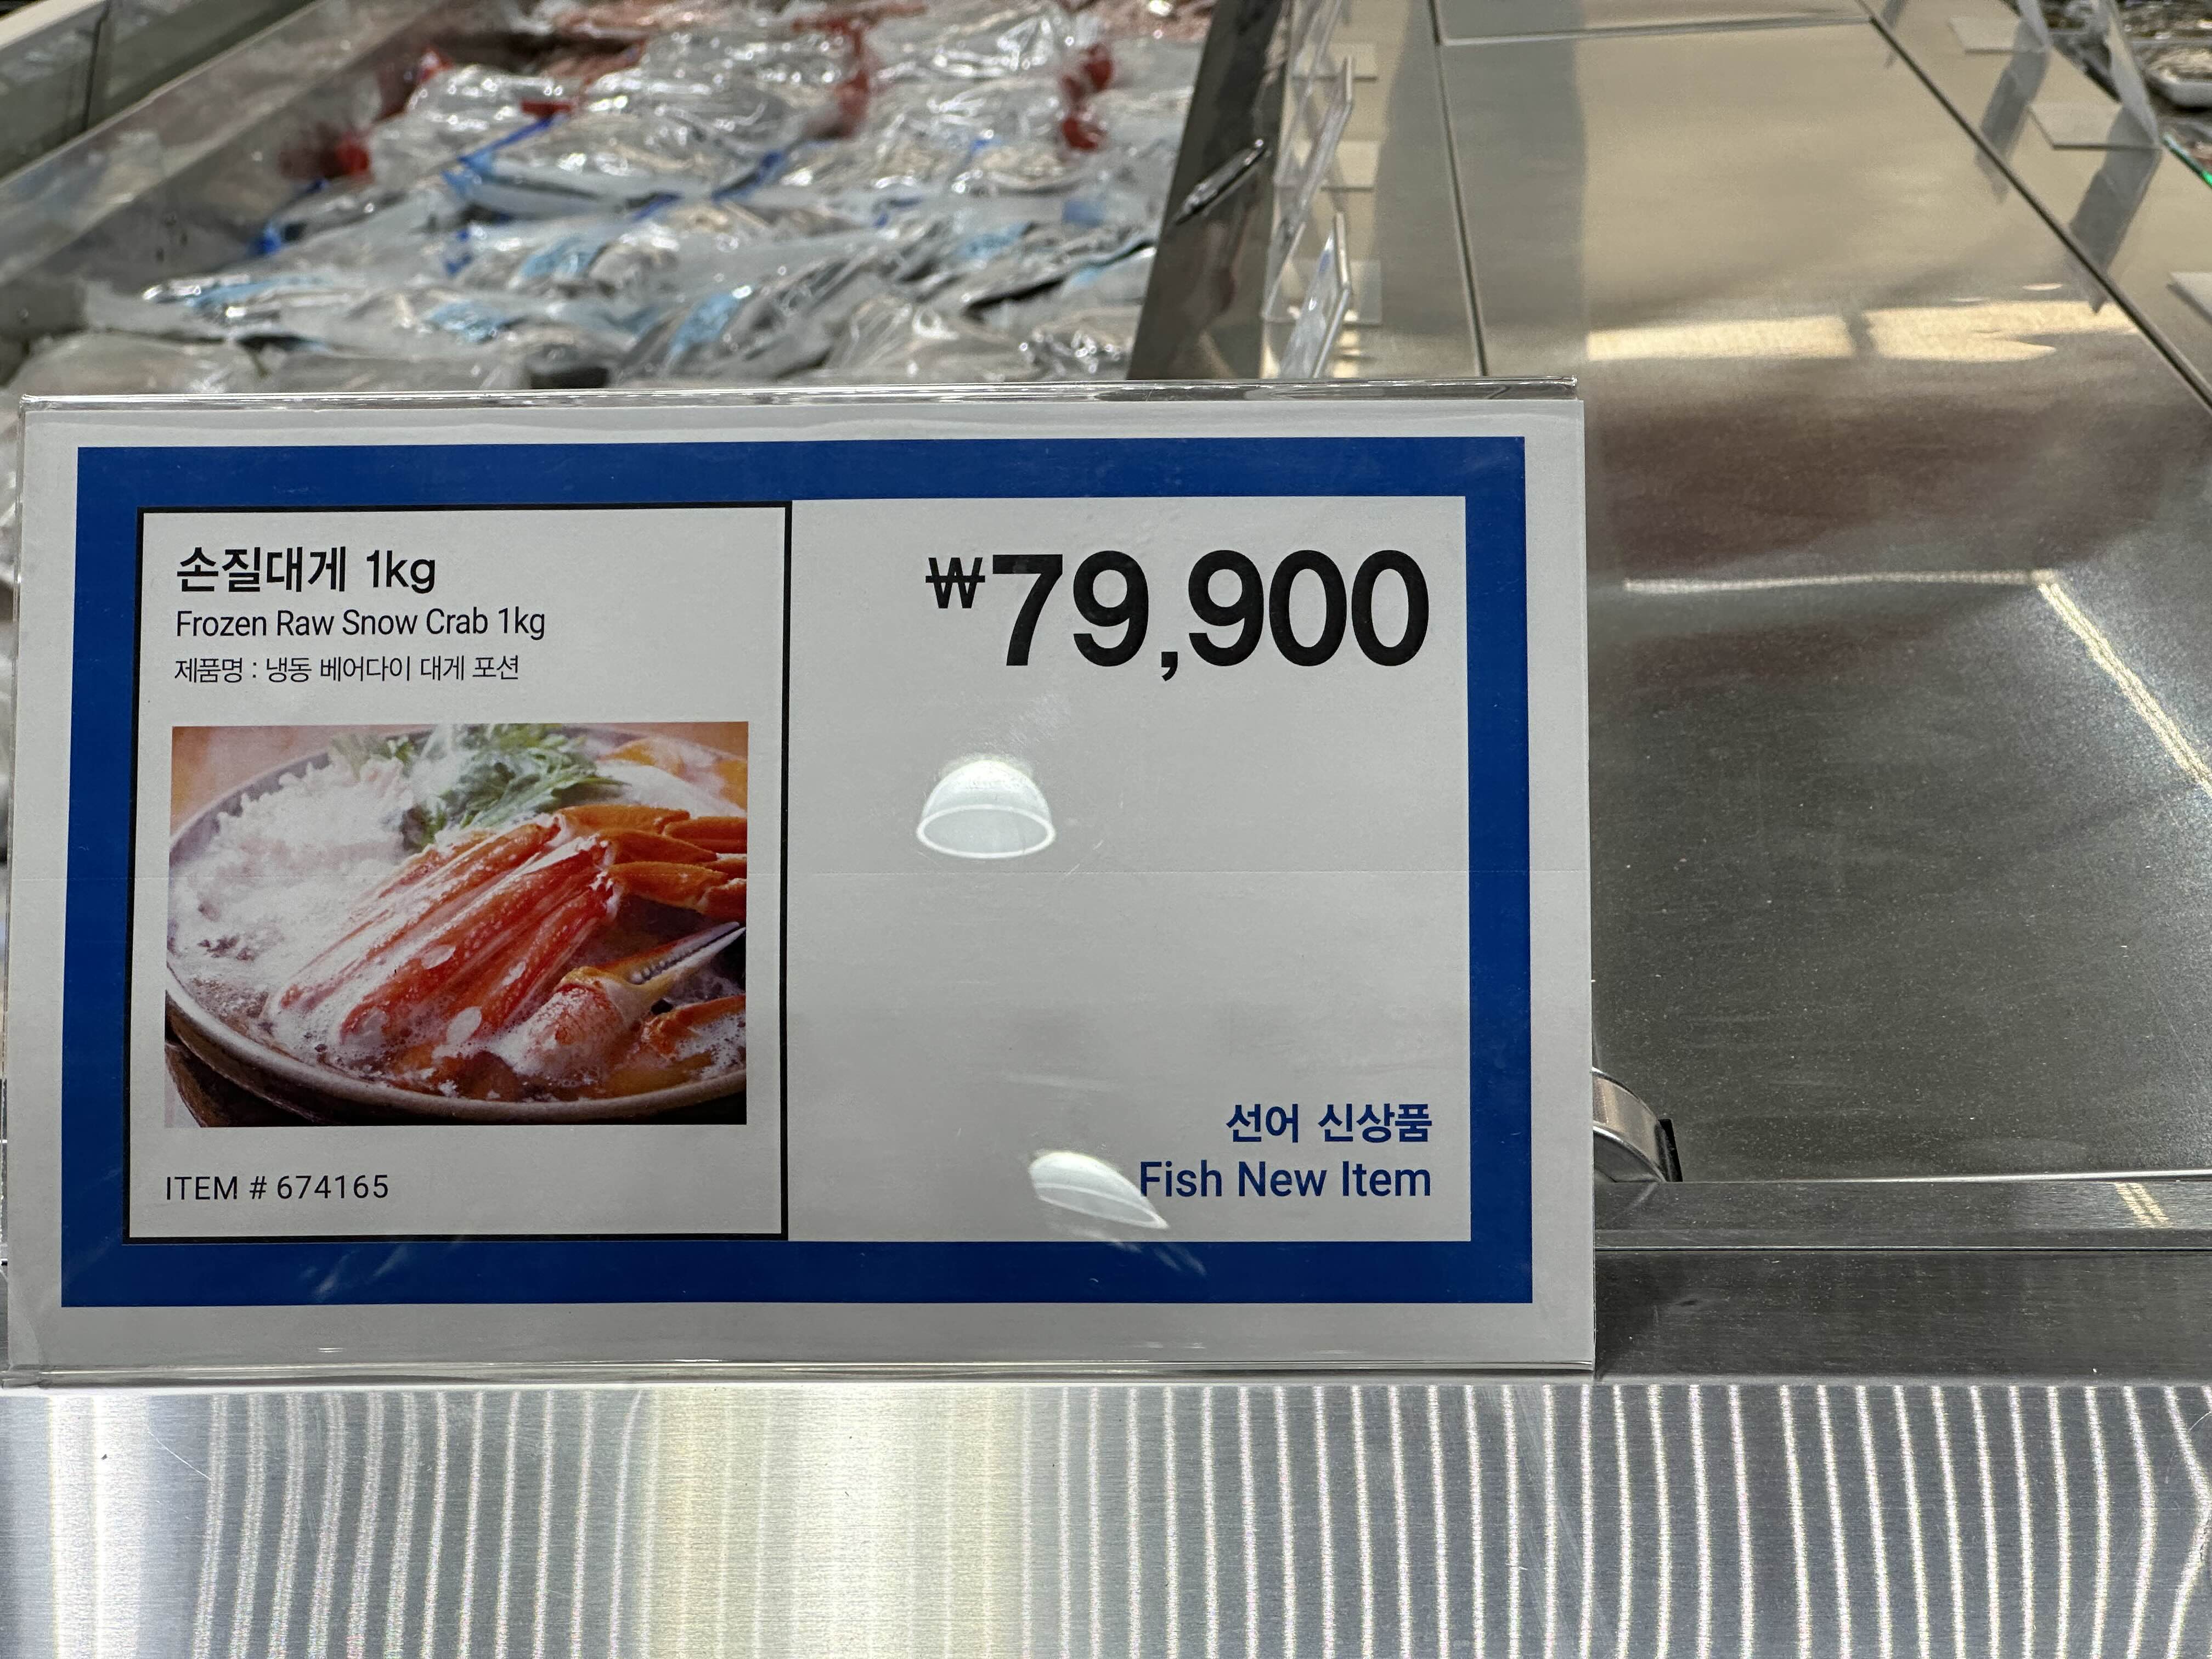 손질대게 1kg
Frozen Raw Snow Crab 1kg
제품명 : 냉동 베어다이 대게 포션
ITEM # 674165
₩79,900
선어 신상품
Fish New Item